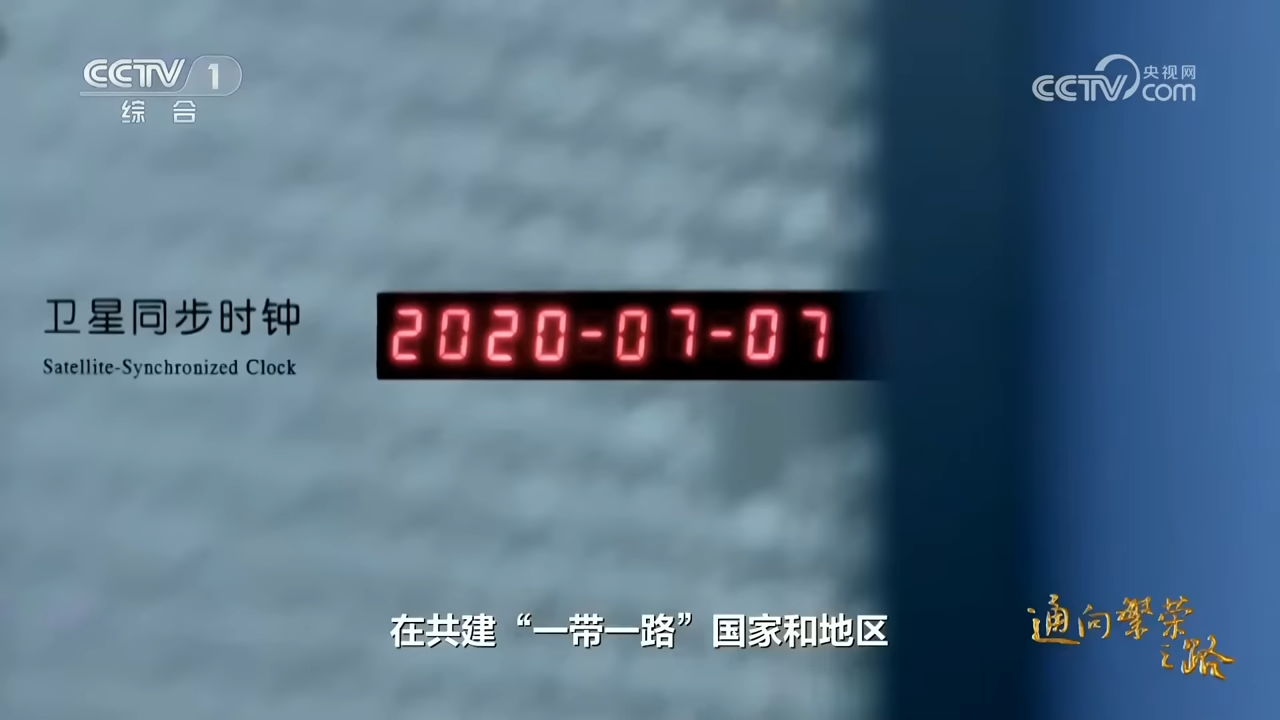 CCTV 1
综合
央视网
CCTV.com
卫星同步时钟
Satellite-Synchronized Clock
2020-07-07
在共建“一带一路”国家和地区
通向繁荣
之路